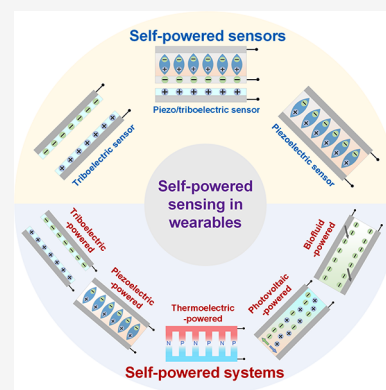 Self-powered sensors
Piezo/triboelectric sensor
Triboelectric sensor
Piezoelectric sensor
Self-powered
sensing in
wearables
Triboelectric
-powered
Piezoelectric
-powered
Thermoelectric
-powered
N P N P N P
Photovoltaic
-powered
Biofluid
-powered
Self-powered systems